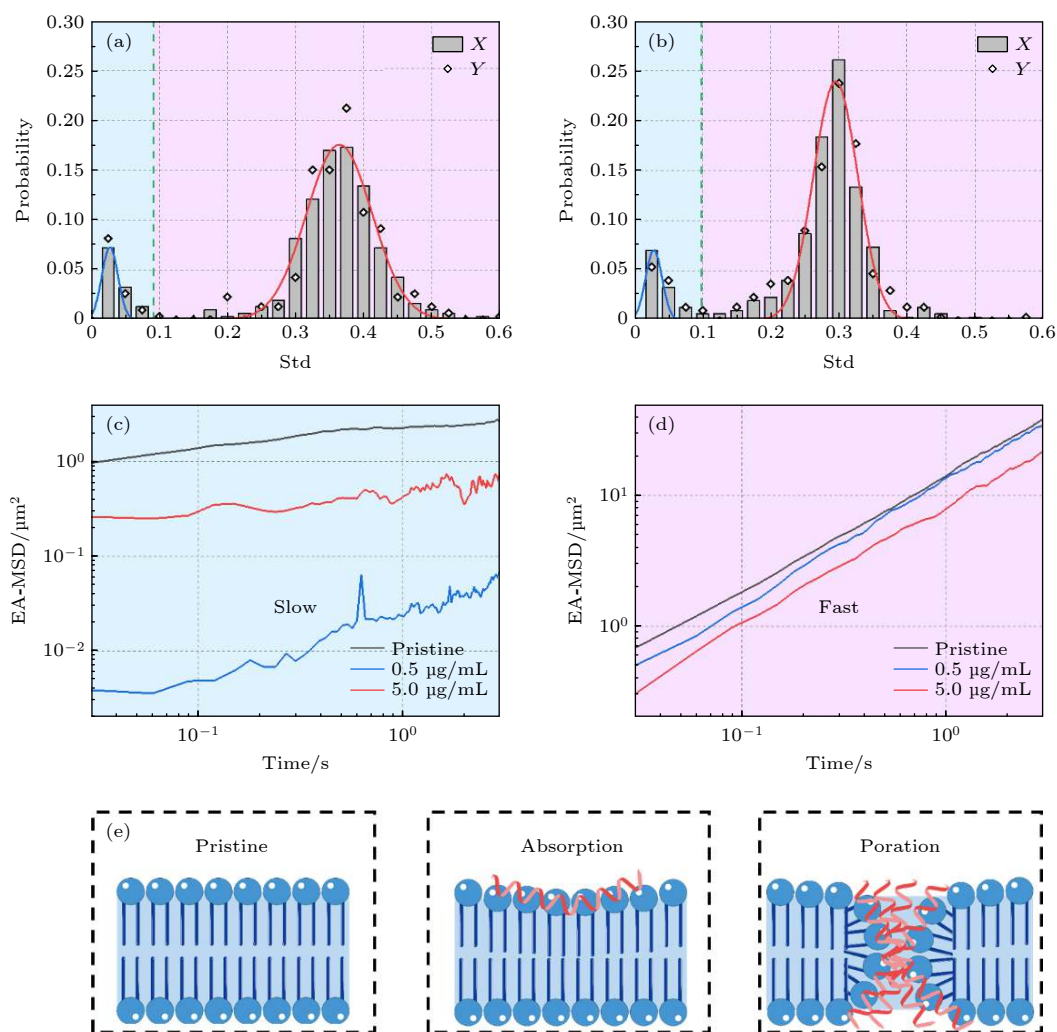 (a)
X
Y
0.30
0.25
0.20
0.15
0.10
0.05
0
Probability
0 0.1 0.2 0.3 0.4 0.5 0.6
Std
(b)
X
Y
0.30
0.25
0.20
0.15
0.10
0.05
0
Probability
0 0.1 0.2 0.3 0.4 0.5 0.6
Std
(c)
10⁰
10⁻¹
10⁻²
EA-MSD/µm²
Slow
Pristine
0.5 µg/mL
5.0 µg/mL
10⁻¹ 10⁰
Time/s
(d)
10¹
10⁰
EA-MSD/µm²
Fast
Pristine
0.5 µg/mL
5.0 µg/mL
10⁻¹ 10⁰
Time/s
(e)
Pristine
Absorption
Poration